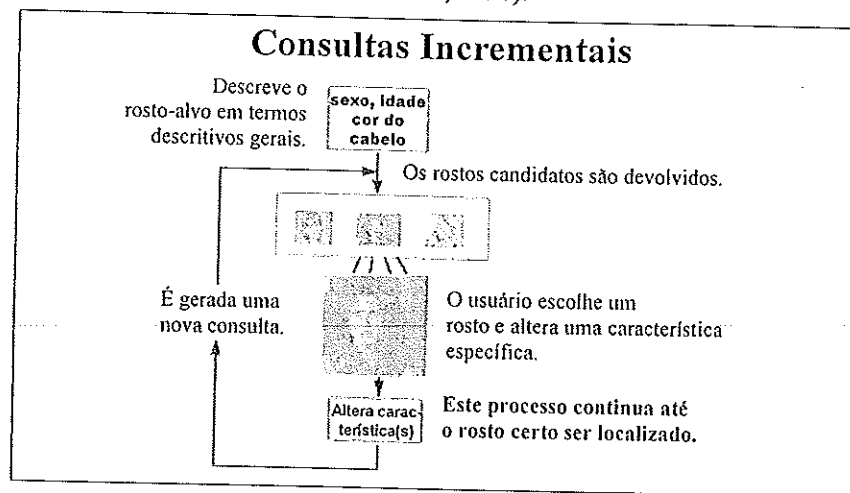 Consultas Incrementais
Descreve o
rosto-alvo em termos
descritivos gerais.
sexo, Idade
cor do
cabelo
Os rostos candidatos são devolvidos.
É gerada uma
nova consulta.
O usuário escolhe um
rosto e altera uma característica
específica.
Altera carac-
terística(s)
Este processo continua até
o rosto certo ser localizado.